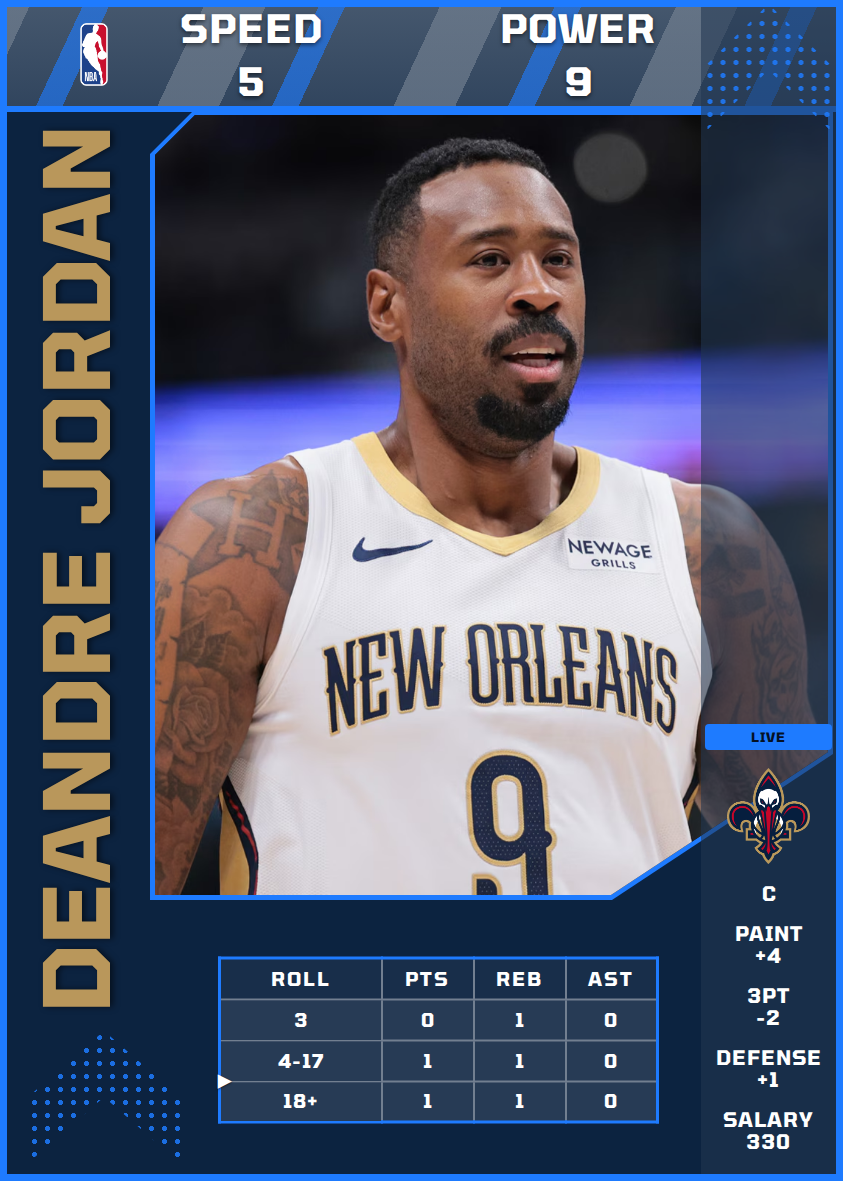 SPEED
5
POWER
9
NBA
DEANDRE JORDAN
NEWAGE
GRILLS
NEW ORLEANS
9
LIVE
C
PAINT
+4
3PT
-2
DEFENSE
+1
SALARY
330
ROLL PTS REB AST
3 0 1 0
4-17 1 1 0
18+ 1 1 0